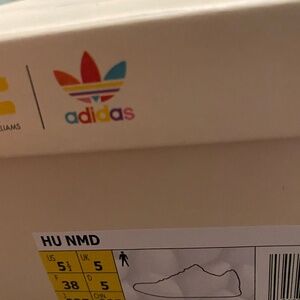 adidas
LIAMS
HU NMD
US 5½ UK 5
F 38 D 5